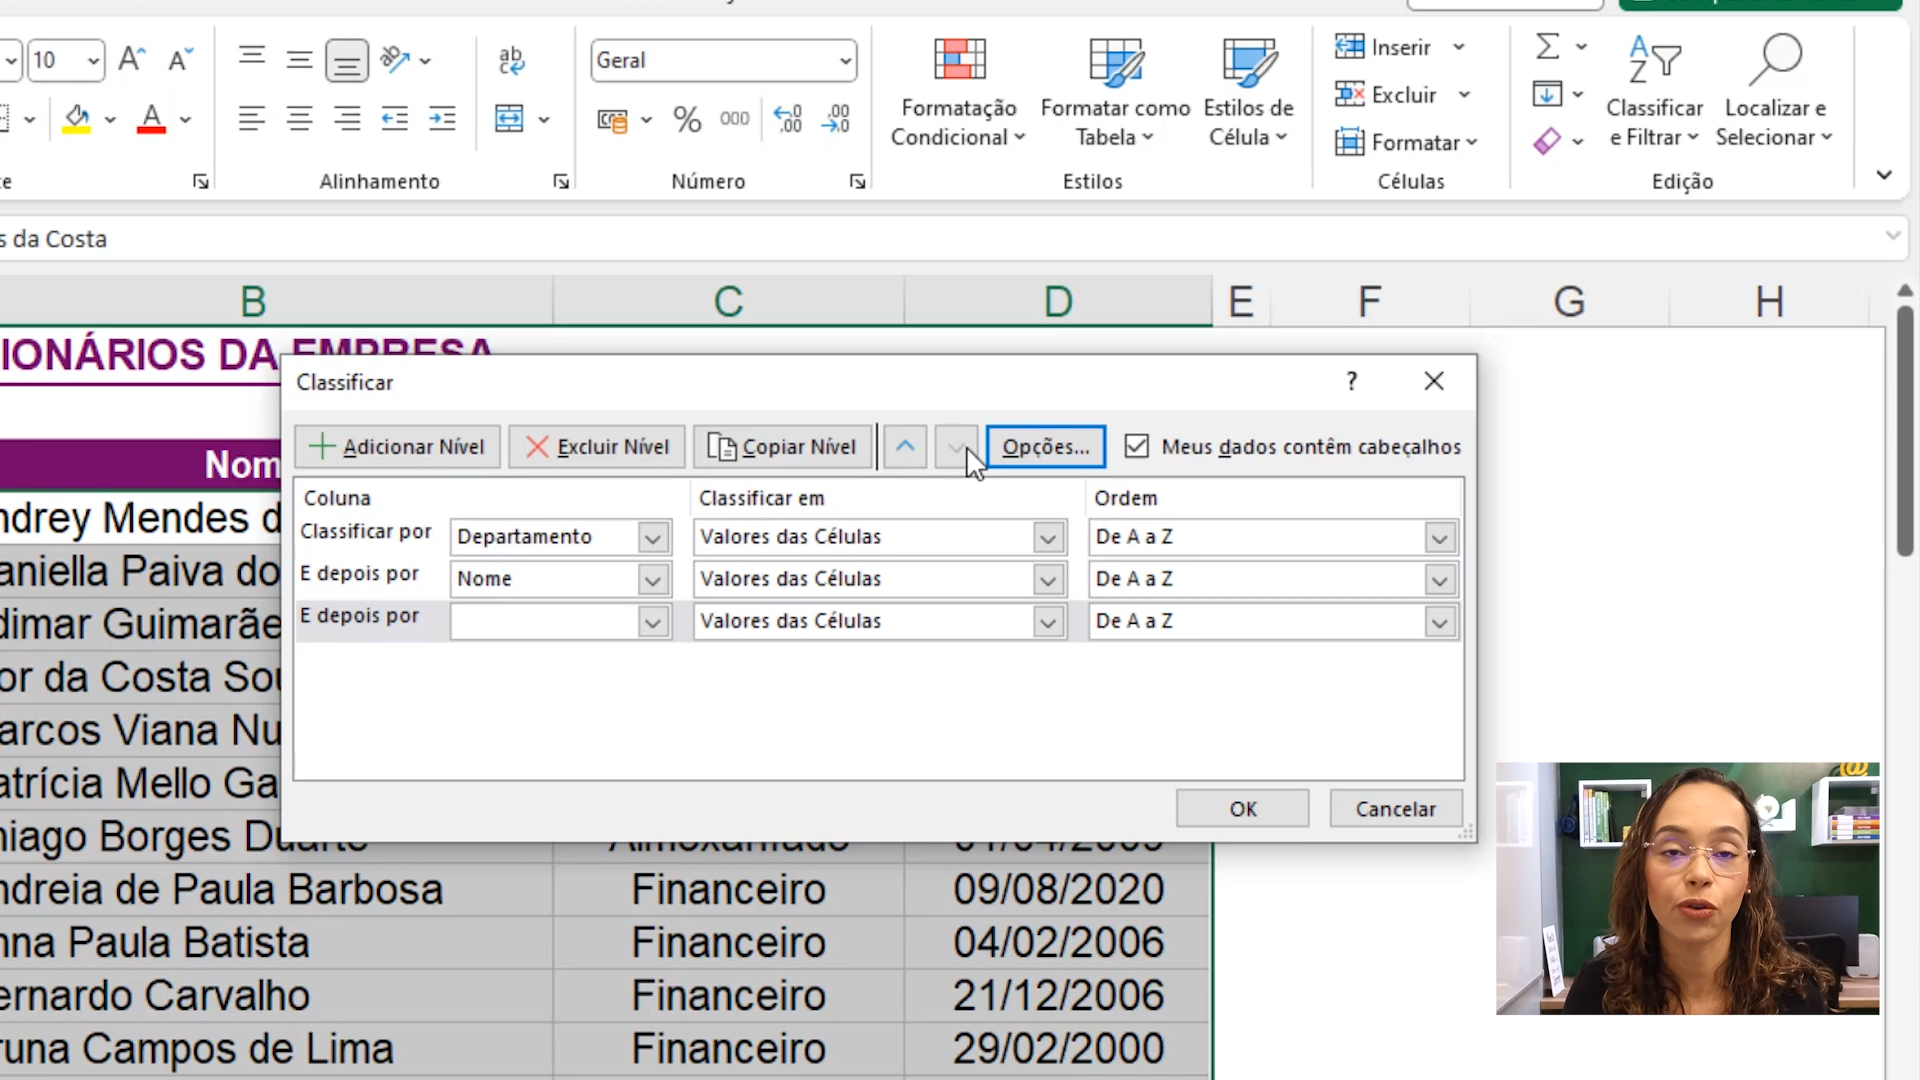 10
Geral
%
000
Formatação
Condicional
Formatar como
Tabela
Estilos de
Célula
Inserir
Excluir
Formatar
Classificar
e Filtrar
Localizar e
Selecionar
Alinhamento
Número
Estilos
Células
Edição
s da Costa
B C D E F G H
IONÁRIOS DA EMPRESA
Classificar
?
Adicionar Nível
Excluir Nível
Copiar Nível
Opções...
Meus dados contêm cabeçalhos
Coluna
Classificar em
Ordem
Classificar por Departamento Valores das Células De A a Z
E depois por Nome Valores das Células De A a Z
E depois por Valores das Células De A a Z
OK
Cancelar
Nom
ndrey Mendes d
aniella Paiva do
dimar Guimarãe
or da Costa Sou
arcos Viana Nu
atrícia Mello Ga
hiago Borges Duarte Almoxarifado
ndreia de Paula Barbosa Financeiro 09/08/2020
nna Paula Batista Financeiro 04/02/2006
ernardo Carvalho Financeiro 21/12/2006
runa Campos de Lima Financeiro 29/02/2000